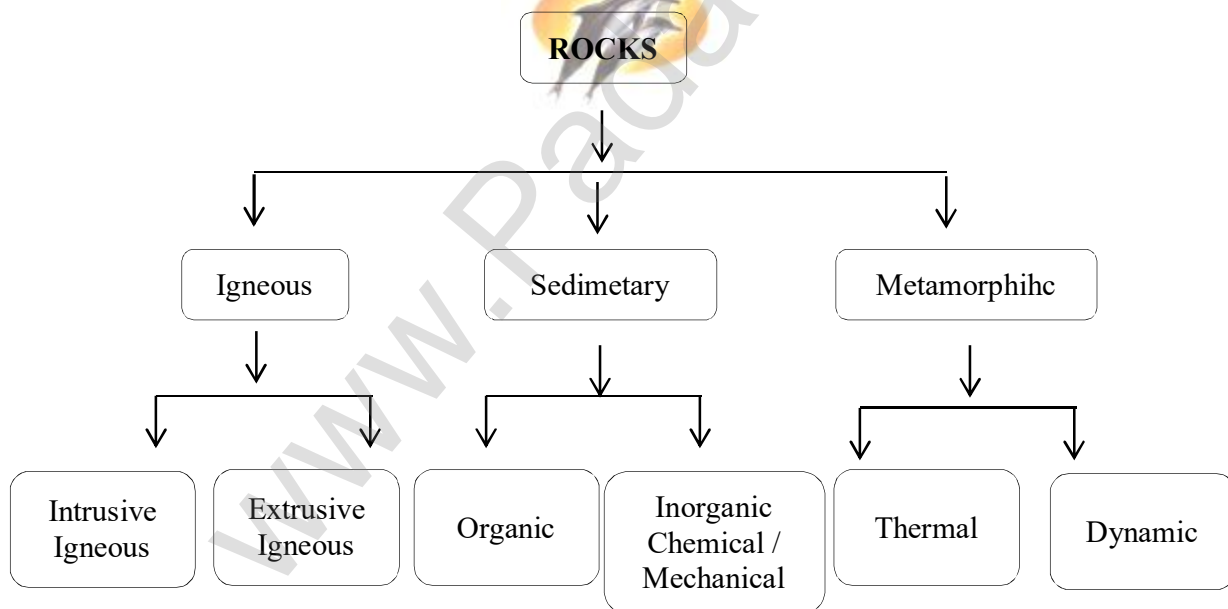 ROCKS
Igneous
Sedimetary
Metamorphihc
Intrusive
Igneous
Extrusive
Igneous
Organic
Inorganic
Chemical /
Mechanical
Thermal
Dynamic